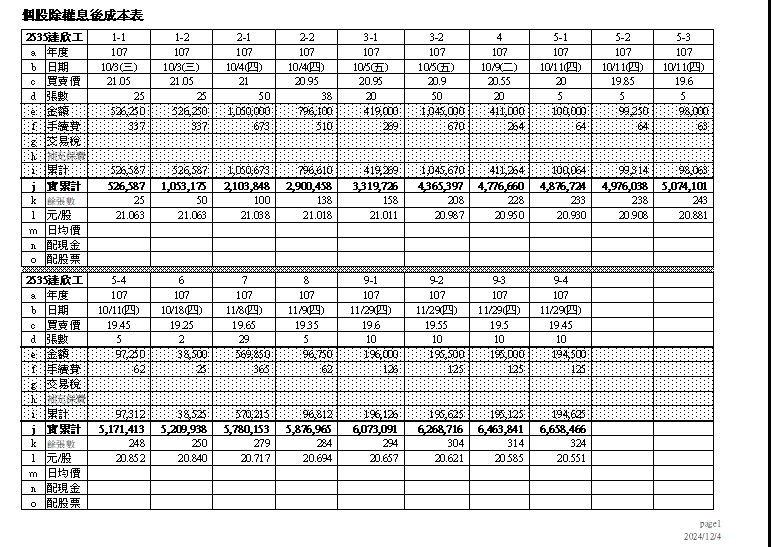 個股除權息後成本表
2535達欣工 1-1 1-2 2-1 2-2 3-1 3-2 4 5-1 5-2 5-3
a 年度 107 107 107 107 107 107 107 107 107 107
b 日期 10/3(三) 10/3(三) 10/4(四) 10/4(四) 10/5(五) 10/5(五) 10/9(二) 10/11(四) 10/11(四) 10/11(四)
c 買賣價 21.05 21.05 21 20.95 20.95 20.9 20.55 20 19.85 19.6
d 張數 25 25 50 38 20 50 20 5 5 5
e 金額 526,250 526,250 1,050,000 796,100 419,000 1,045,000 411,000 100,000 99,250 98,000
f 手續費 337 337 673 510 269 670 264 64 64 63
g 交易稅
h 補充保費
i 累計 526,587 526,587 1,050,673 796,610 419,269 1,045,670 411,264 100,064 99,314 98,063
j 實累計 526,587 1,053,175 2,103,848 2,900,458 3,319,726 4,365,397 4,776,660 4,876,724 4,976,038 5,074,101
k 餘張數 25 50 100 138 158 208 228 233 238 243
l 元/股 21.063 21.063 21.038 21.018 21.011 20.987 20.950 20.930 20.908 20.881
m 日均價
n 配現金
o 配股票
2535達欣工 5-4 6 7 8 9-1 9-2 9-3 9-4
a 年度 107 107 107 107 107 107 107 107
b 日期 10/11(四) 10/18(四) 11/8(四) 11/9(四) 11/29(四) 11/29(四) 11/29(四) 11/29(四)
c 買賣價 19.45 19.25 19.65 19.35 19.6 19.55 19.5 19.45
d 張數 5 2 29 5 10 10 10 10
e 金額 97,250 38,500 569,850 96,750 196,000 195,500 195,000 194,500
f 手續費 62 25 365 62 126 125 125 125
g 交易稅
h 補充保費
i 累計 97,312 38,525 570,215 96,812 196,126 195,625 195,125 194,625
j 實累計 5,171,413 5,209,938 5,780,153 5,876,965 6,073,091 6,268,716 6,463,841 6,658,466
k 餘張數 248 250 279 284 294 304 314 324
l 元/股 20.852 20.840 20.717 20.694 20.657 20.621 20.585 20.551
m 日均價
n 配現金
o 配股票
page1
2024/12/4